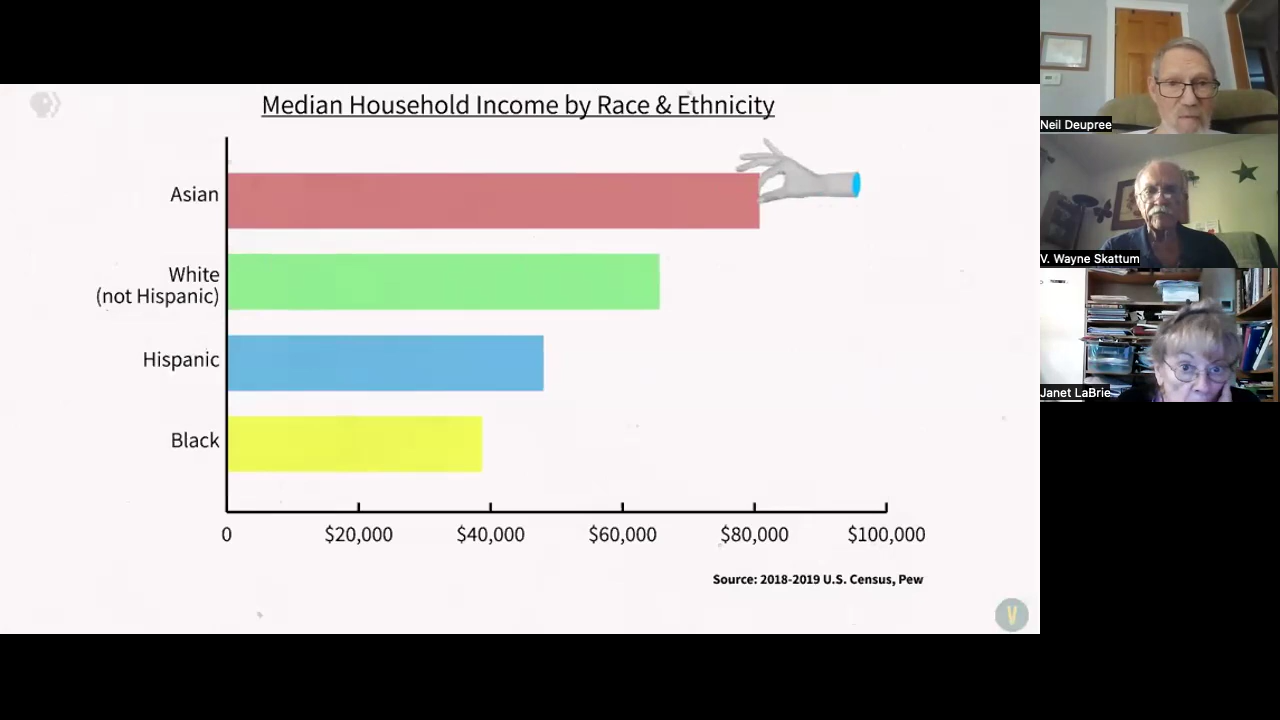 Median Household Income by Race & Ethnicity
Asian
White
(not Hispanic)
Hispanic
Black
0 $20,000 $40,000 $60,000 $80,000 $100,000
Source: 2018-2019 U.S. Census, Pew
V
Neil Deupree
V. Wayne Skattum
Janet LaBrie